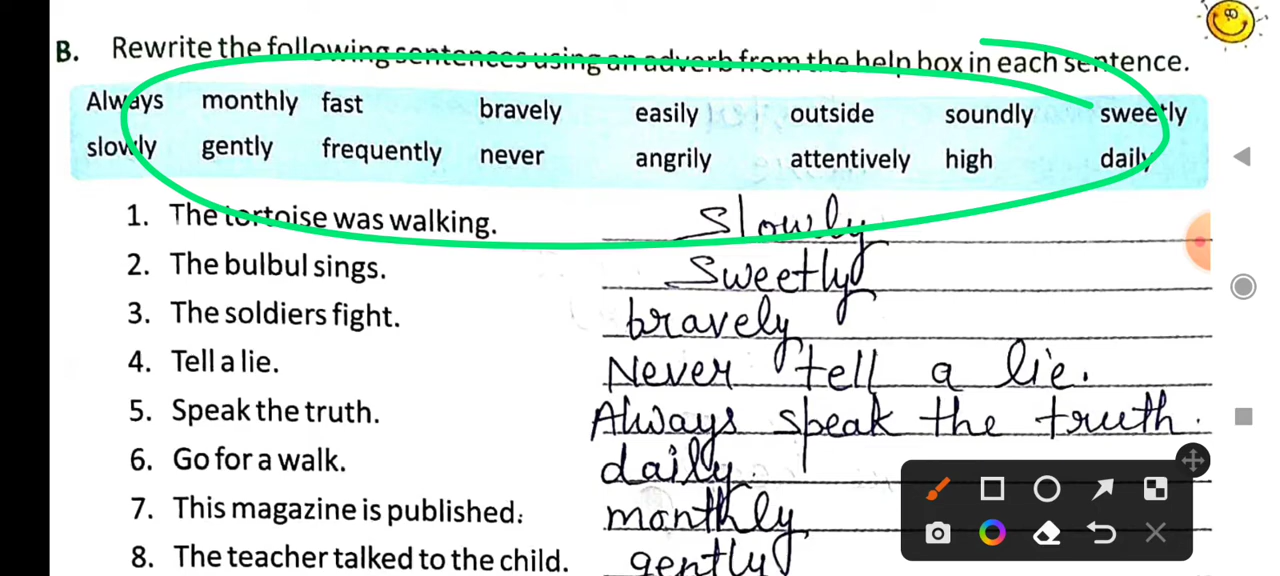 B. Rewrite the following sentences using an adverb from the help box in each sentence.
Always monthly fast bravely easily outside soundly sweetly
slowly gently frequently never angrily attentively high daily
1. The tortoise was walking. Slowly
2. The bulbul sings. Sweetly
3. The soldiers fight. bravely
4. Tell a lie. Never tell a lie.
5. Speak the truth. Always speak the truth.
6. Go for a walk. daily.
7. This magazine is published. monthly
8. The teacher talked to the child. gently